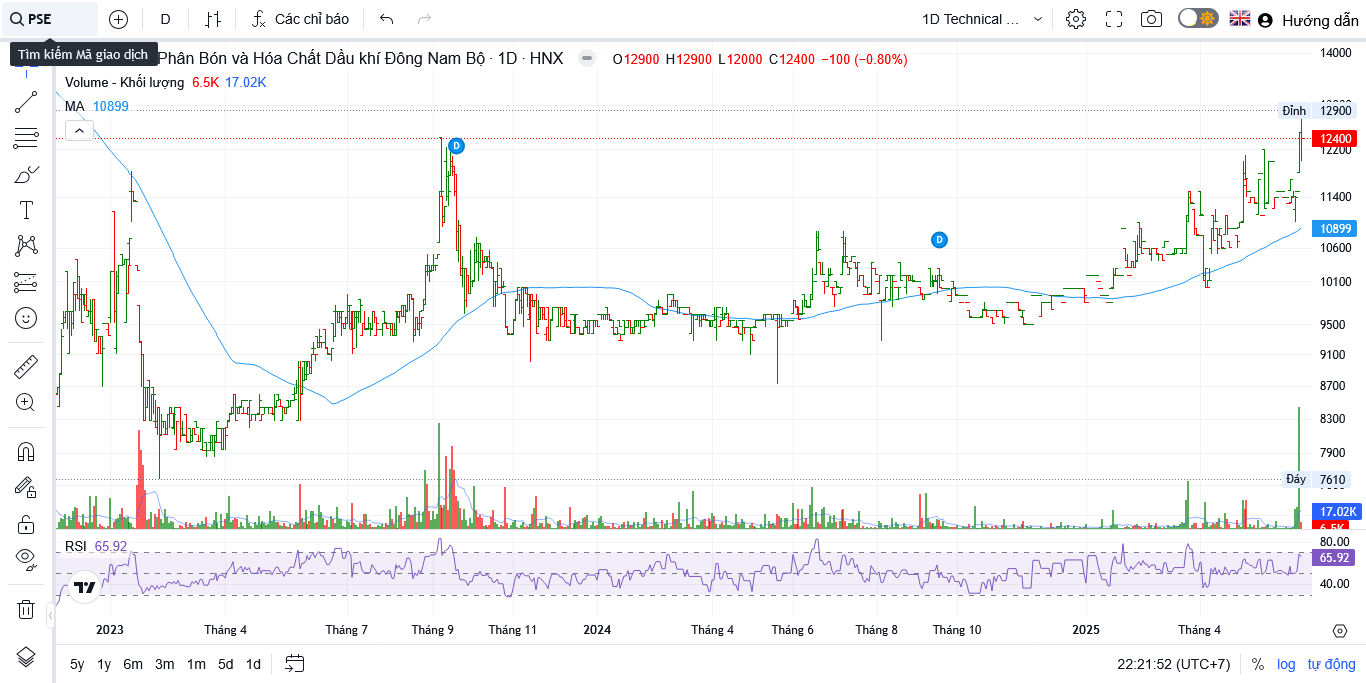 PSE
D
Các chỉ báo
1D Technical ...
Hướng dẫn
Tìm kiếm Mã giao dịch
Phân Bón và Hóa Chất Dầu khí Đông Nam Bộ · 1D · HNX
O12900 H12900 L12000 C12400 −100 (−0.80%)
Volume - Khối lượng 6.5K 17.02K
MA 10899
D
D
14000
Đỉnh 12900
12400
12200
11400
10899
10600
10100
9500
9100
8700
8300
7900
Đáy 7610
17.02K
6.5K
RSI 65.92
80.00
65.92
40.00
2023 Tháng 4 Tháng 7 Tháng 9 Tháng 11 2024 Tháng 4 Tháng 6 Tháng 8 Tháng 10 2025 Tháng 4
5y 1y 6m 3m 1m 5d 1d
22:21:52 (UTC+7) % log tự động